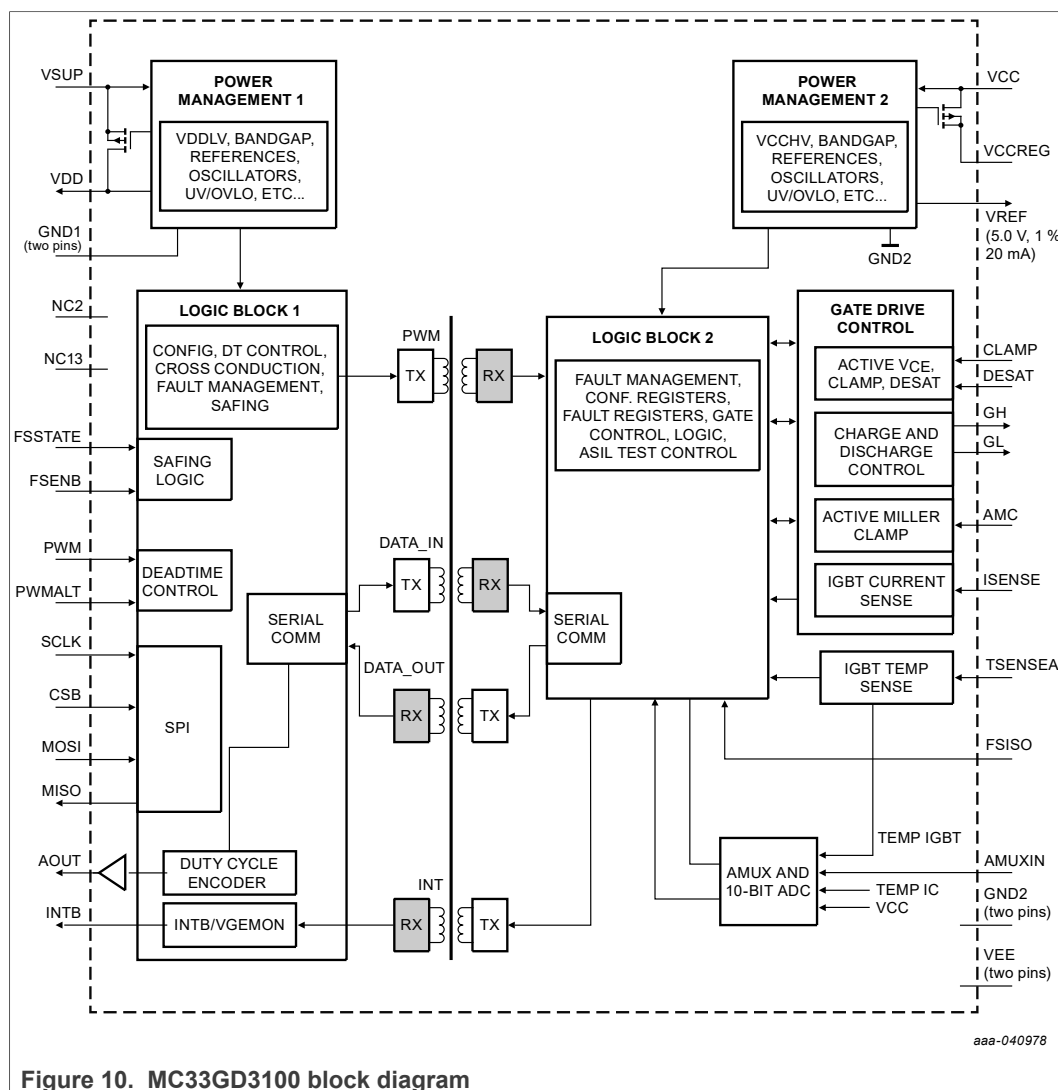 VSUP
VDD
GND1
(two pins)
NC2
NC13
FSSTATE
FSENB
PWM
PWMALT
SCLK
CSB
MOSI
MISO
AOUT
INTB
POWER
MANAGEMENT 1
VDDLV, BANDGAP,
REFERENCES,
OSCILLATORS,
UV/OVLO, ETC...
LOGIC BLOCK 1
CONFIG, DT CONTROL,
CROSS CONDUCTION,
FAULT MANAGEMENT,
SAFING
SAFING
LOGIC
DEADTIME
CONTROL
SERIAL
COMM
SPI
DUTY CYCLE
ENCODER
INTB/VGEMON
PWM
TX
RX
DATA_IN
TX
RX
DATA_OUT
RX
TX
INT
RX
TX
POWER
MANAGEMENT 2
VCCHV, BANDGAP,
REFERENCES,
OSCILLATORS,
UV/OVLO, ETC...
GND2
LOGIC BLOCK 2
FAULT MANAGEMENT,
CONF. REGISTERS,
FAULT REGISTERS, GATE
CONTROL, LOGIC,
ASIL TEST CONTROL
SERIAL
COMM
GATE DRIVE
CONTROL
ACTIVE VCE,
CLAMP, DESAT
CHARGE AND
DISCHARGE
CONTROL
ACTIVE MILLER
CLAMP
IGBT CURRENT
SENSE
IGBT TEMP
SENSE
AMUX AND
10-BIT ADC
TEMP IGBT
TEMP IC
VCC
VCC
VCCREG
VREF
(5.0 V, 1 %
20 mA)
CLAMP
DESAT
GH
GL
AMC
ISENSE
TSENSEA
FSISO
AMUXIN
GND2
(two pins)
VEE
(two pins)
aaa-040978
Figure 10. MC33GD3100 block diagram